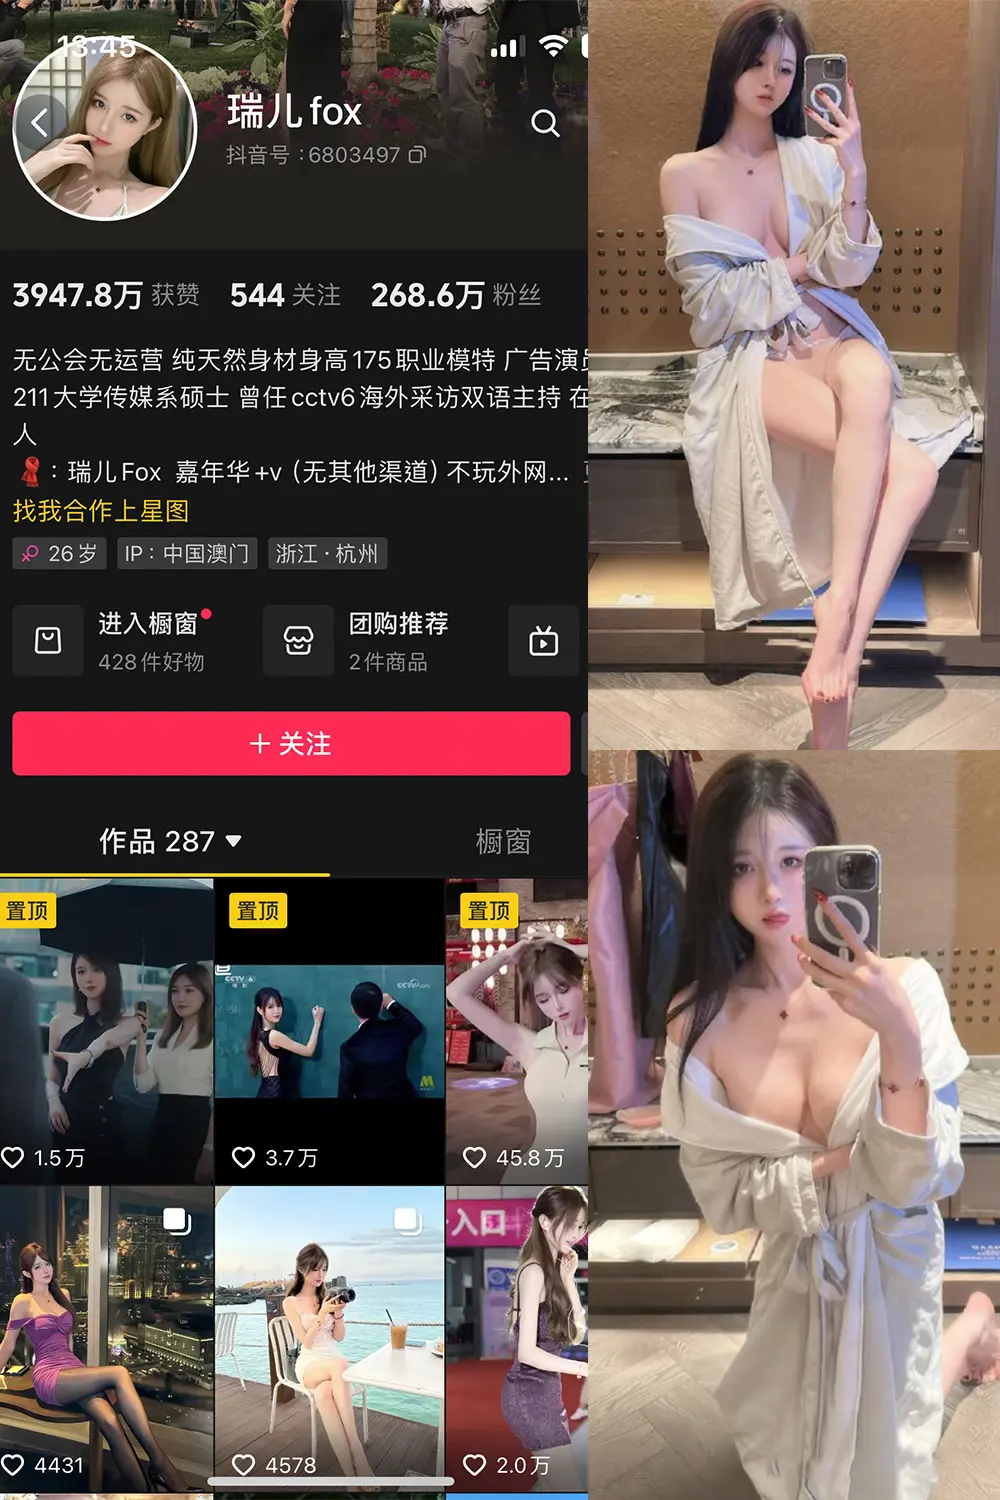 13:45
瑞儿fox
抖音号：6803497
3947.8万 获赞 544 关注 268.6万 粉丝
无公会无运营 纯天然身材身高175职业模特 广告演员
211大学传媒系硕士 曾任cctv6海外采访双语主持 在
人
：瑞儿Fox 嘉年华+v（无其他渠道）不玩外网...
找我合作上星图
26岁 IP：中国澳门 浙江·杭州
进入橱窗 团购推荐
428件好物 2件商品
+ 关注
作品 287 橱窗
置顶 置顶 置顶
CCTV 6 cctv.com
电影
M
1.5万 3.7万 45.8万
入口
4431 4578 2.0万